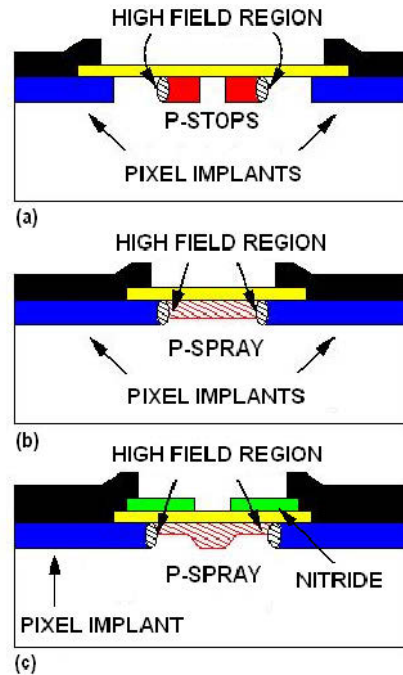 HIGH FIELD REGION
P-STOPS
PIXEL IMPLANTS
(a)
HIGH FIELD REGION
P-SPRAY
PIXEL IMPLANTS
(b)
HIGH FIELD REGION
P-SPRAY
NITRIDE
PIXEL IMPLANT
(c)